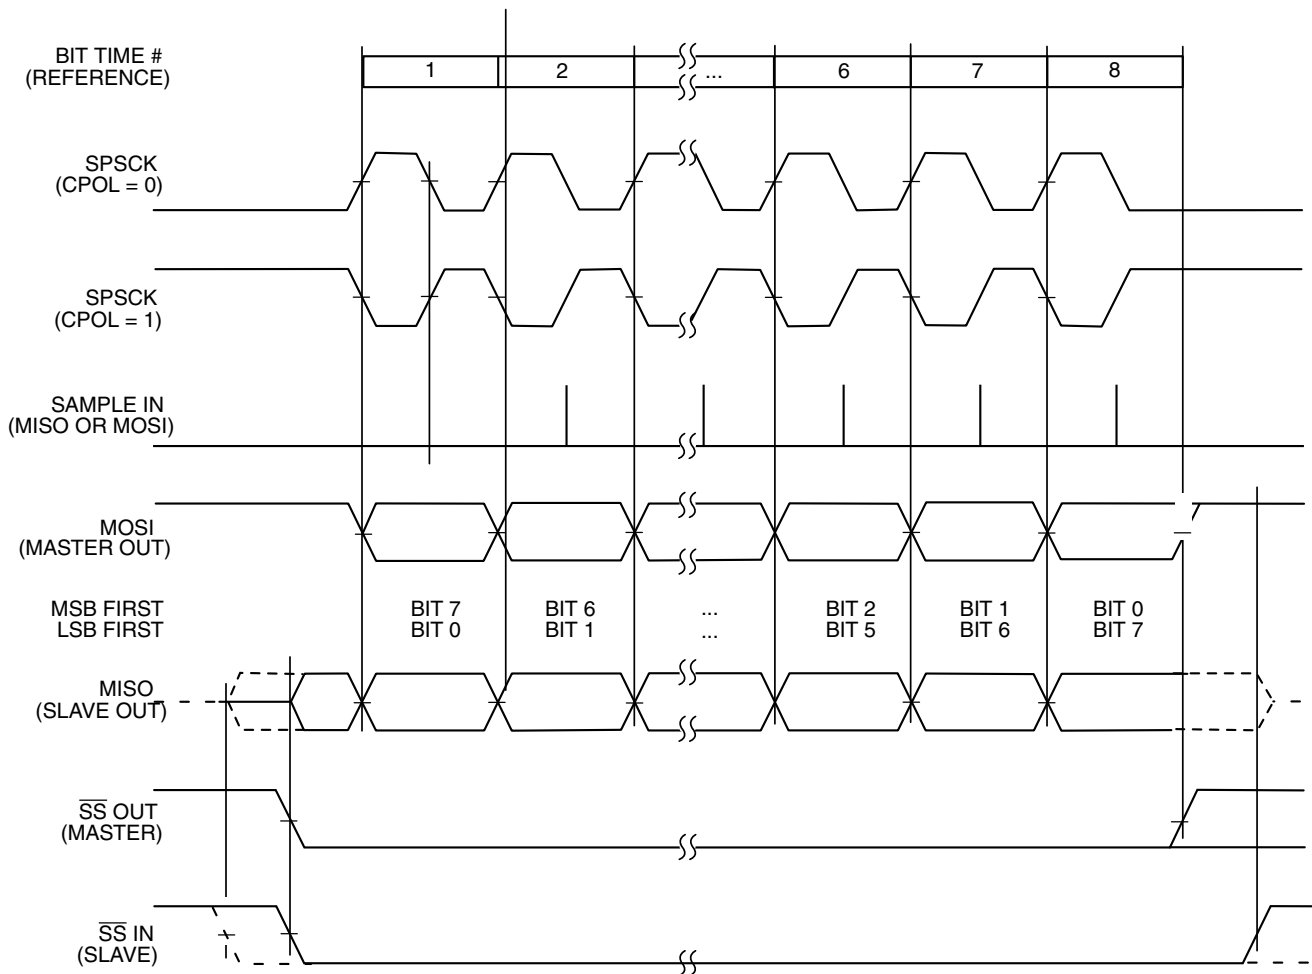 BIT TIME #
(REFERENCE)
1 2 ... 6 7 8
SPSCK
(CPOL = 0)
SPSCK
(CPOL = 1)
SAMPLE IN
(MISO OR MOSI)
MOSI
(MASTER OUT)
MSB FIRST BIT 7 BIT 6 ... BIT 2 BIT 1 BIT 0
LSB FIRST BIT 0 BIT 1 ... BIT 5 BIT 6 BIT 7
MISO
(SLAVE OUT)
S̅S̅ OUT
(MASTER)
S̅S̅ IN
(SLAVE)